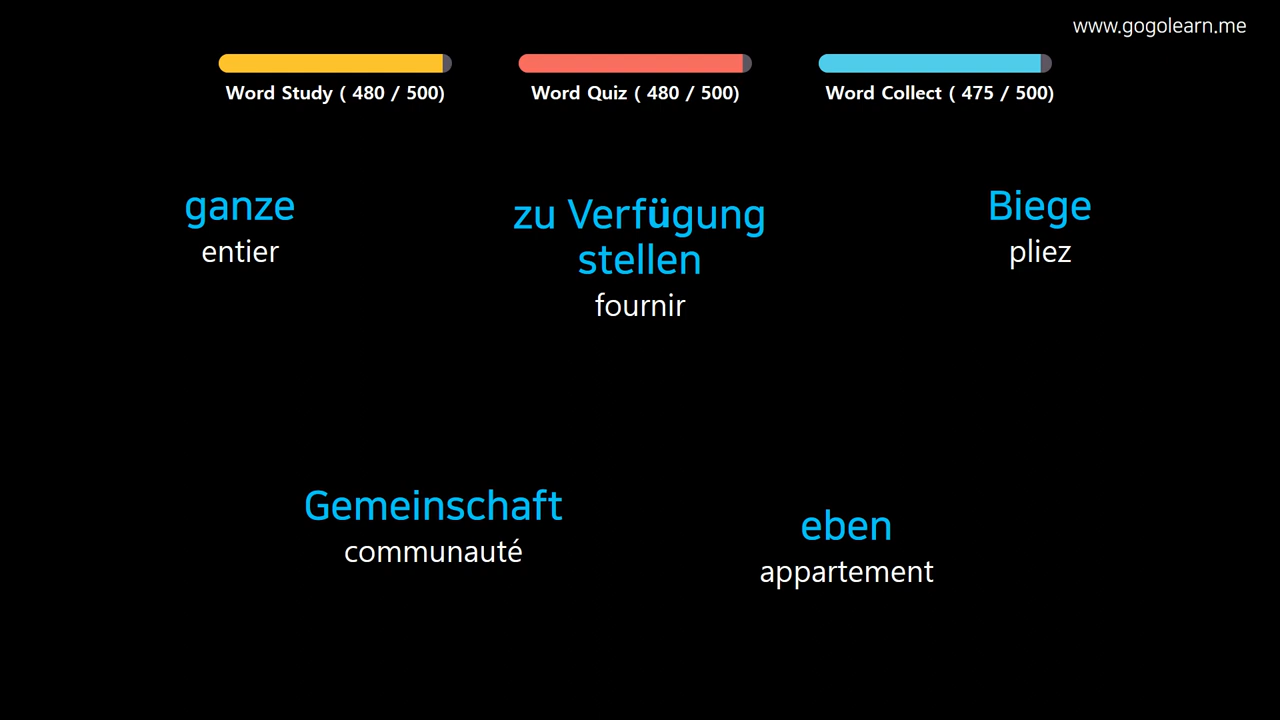 www.gogolearn.me
Word Study ( 480 / 500)
Word Quiz ( 480 / 500)
Word Collect ( 475 / 500)
ganze
entier
zu Verfügung
stellen
fournir
Biege
pliez
Gemeinschaft
communauté
eben
appartement